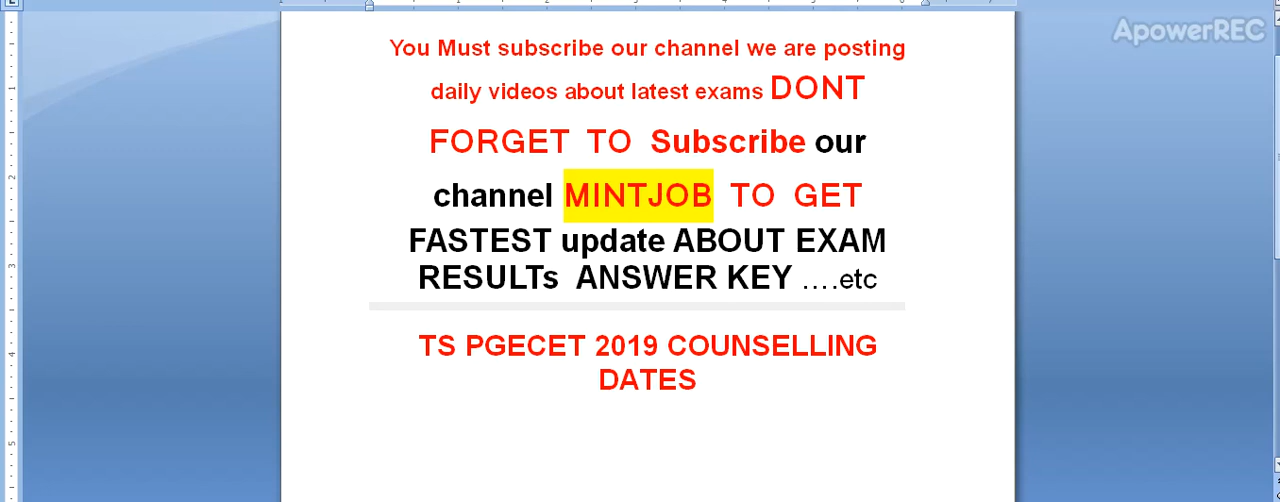 ApowerREC
You Must subscribe our channel we are posting
daily videos about latest exams DONT
FORGET TO Subscribe our
channel MINTJOB TO GET
FASTEST update ABOUT EXAM
RESULTs ANSWER KEY ....etc
TS PGECET 2019 COUNSELLING
DATES